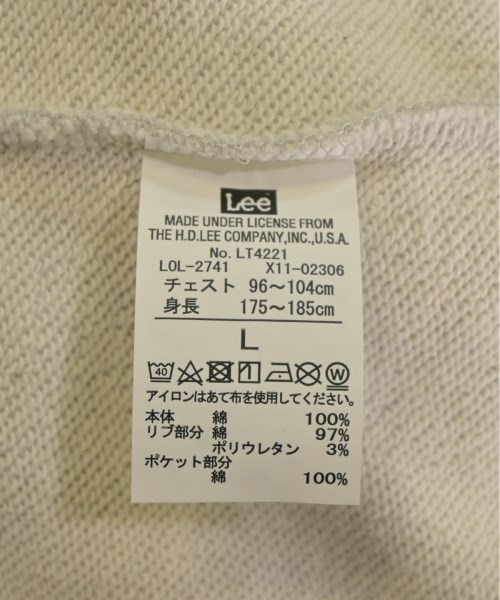 Lee
MADE UNDER LICENSE FROM
THE H.D.LEE COMPANY,INC.,U.S.A.
No. LT4221
LOL-2741 X11-02306
チェスト 96〜104cm
身長 175〜185cm
L
40 W
アイロンはあて布を使用してください。
本体 綿 100%
リブ部分 綿 97%
ポリウレタン 3%
ポケット部分
綿 100%